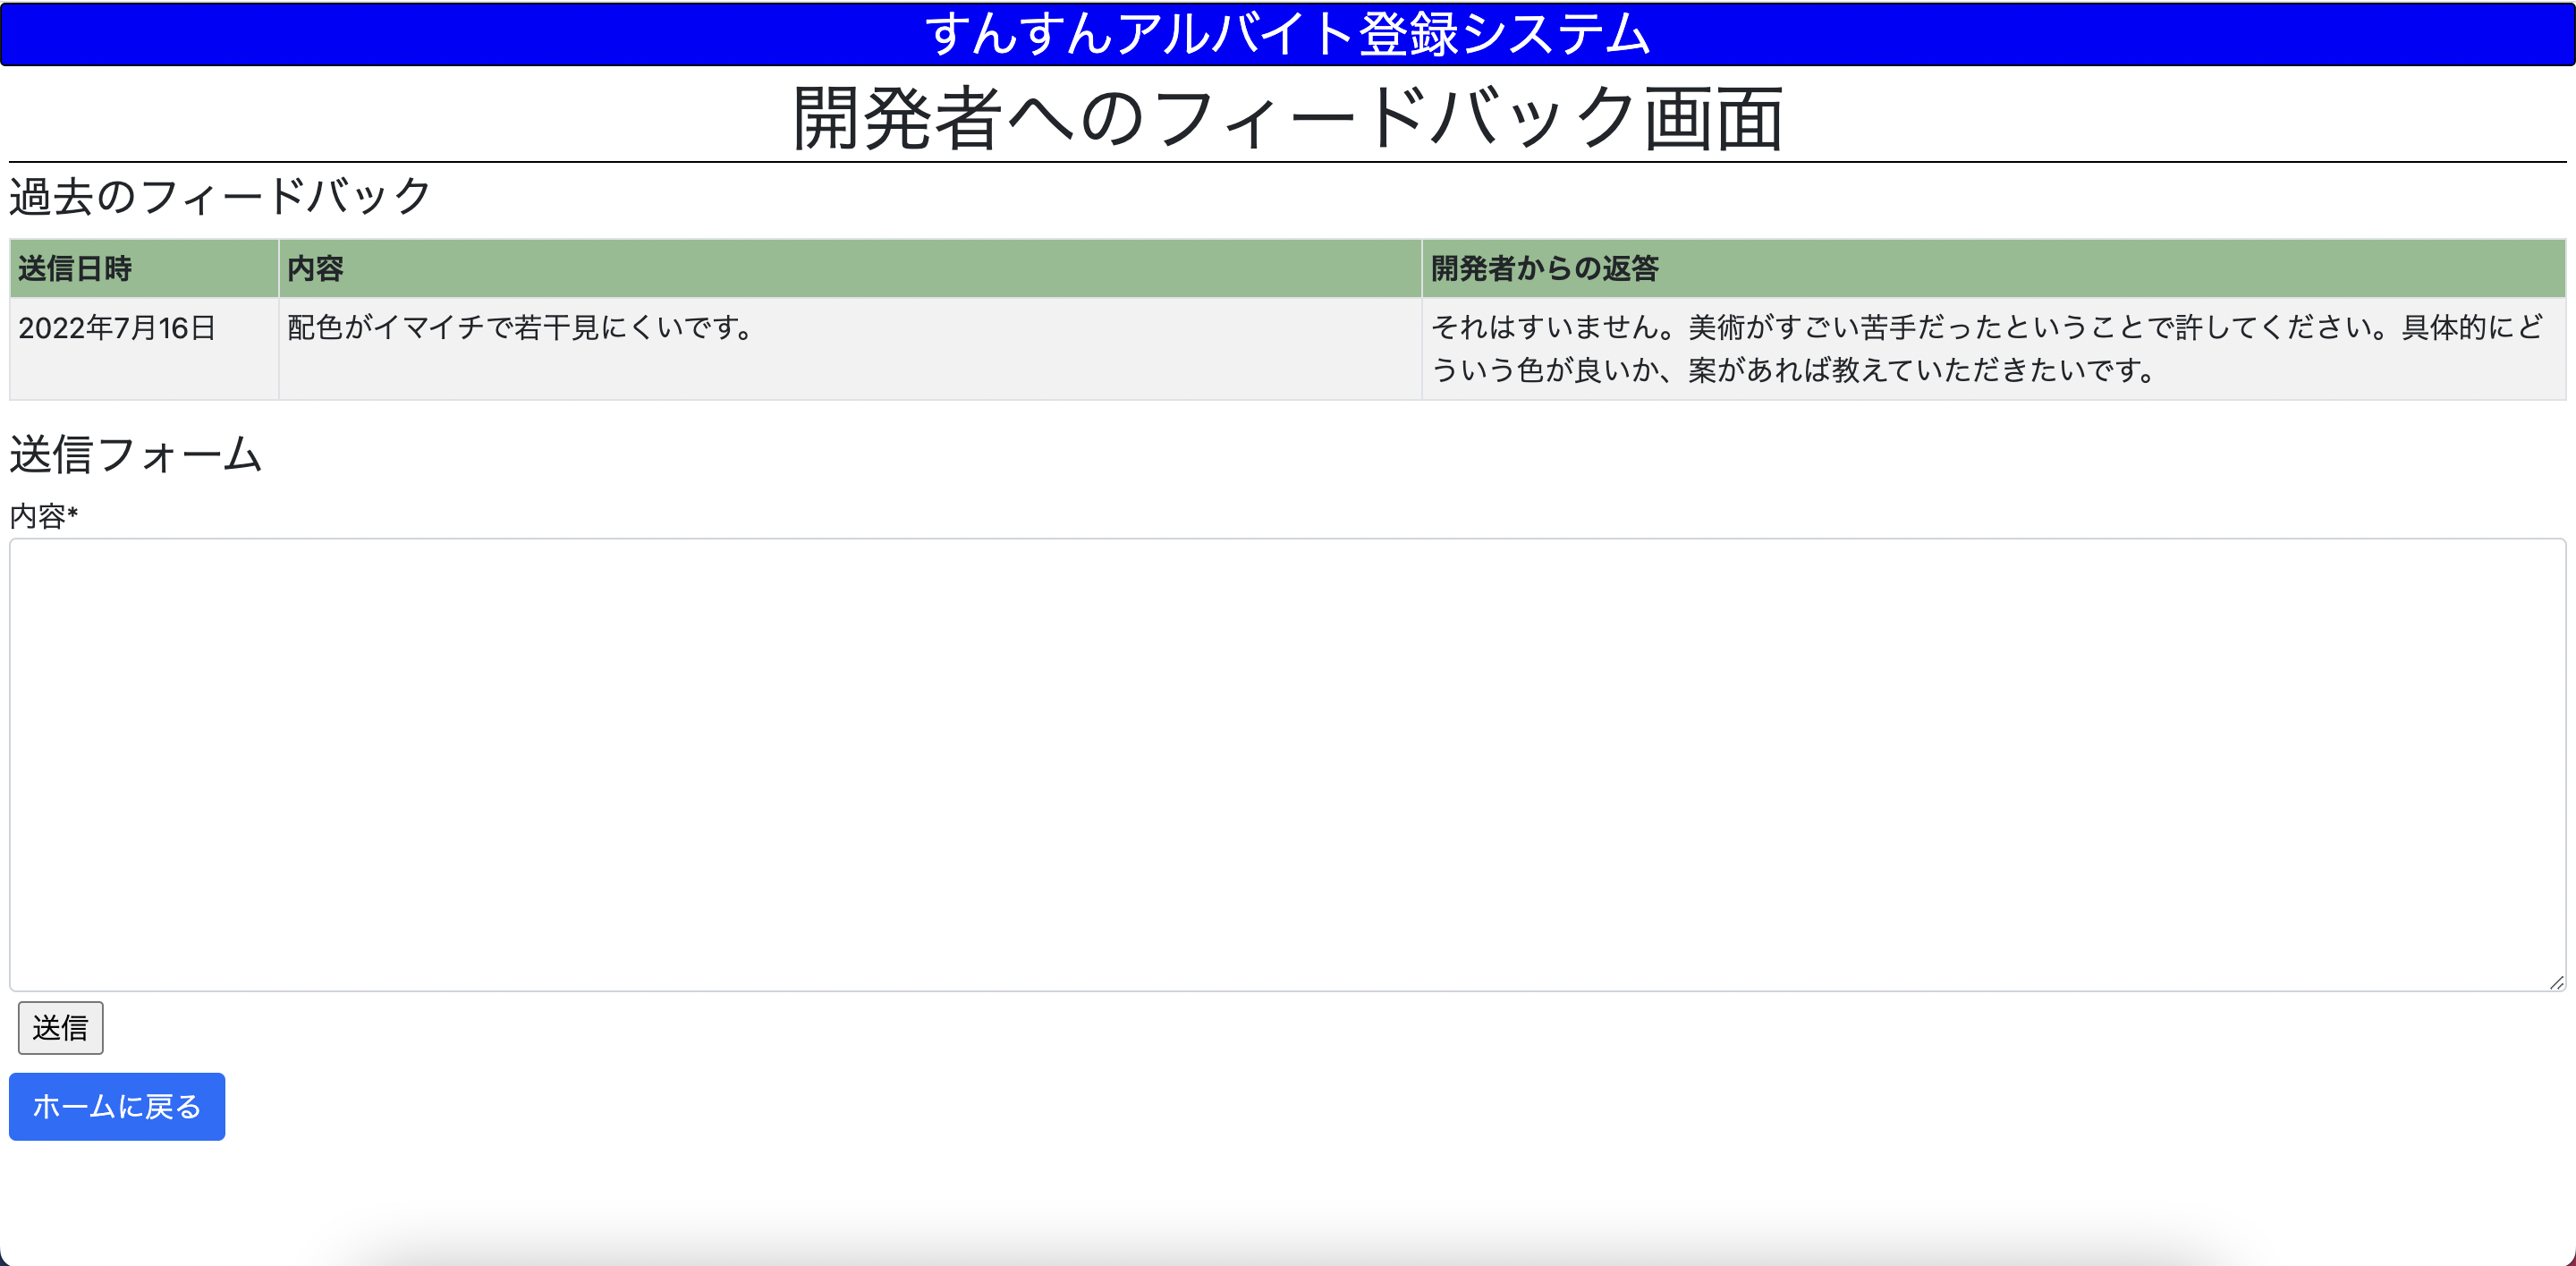 すんすんアルバイト登録システム
開発者へのフィードバック画面
過去のフィードバック
送信日時 内容 開発者からの返答
2022年7月16日 配色がイマイチで若干見にくいです。 それはすいません。美術がすごい苦手だったということで許してください。具体的にど
ういう色が良いか、案があれば教えていただきたいです。
送信フォーム
内容*
送信
ホームに戻る